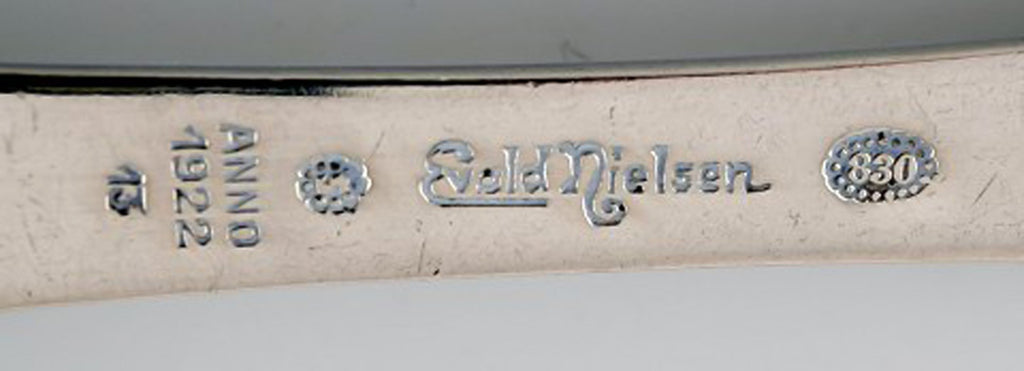 13
ANNO
1922
Evald Nielsen
830